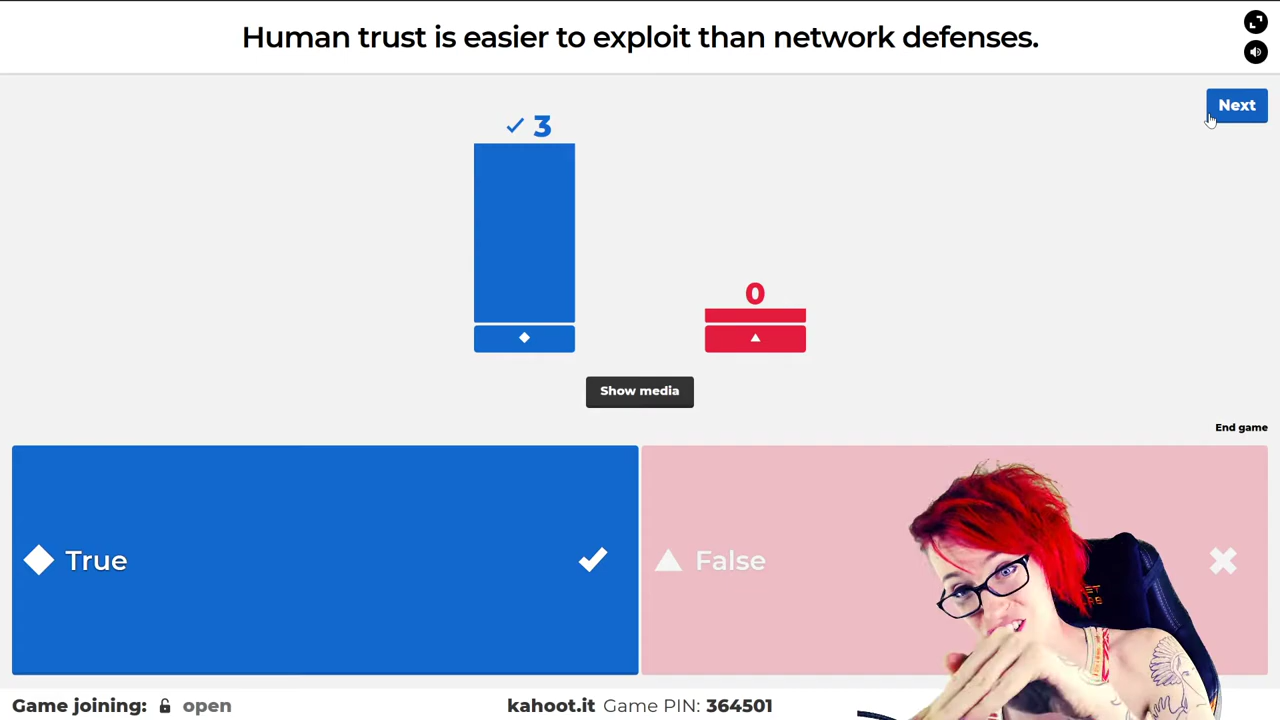 Human trust is easier to exploit than network defenses.
Next
3
0
Show media
End game
True
False
Game joining: open
kahoot.it Game PIN: 364501